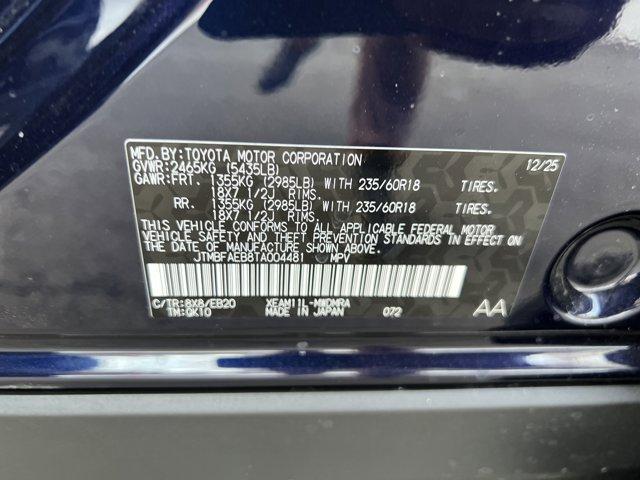 MFD.BY:TOYOTA MOTOR CORPORATION 12/25
GVWR:2465KG (5435LB)
GAWR:FRT. 1355KG (2985LB) WITH 235/60R18 TIRES.
18X7 1/2J RIMS.
RR. 1355KG (2985LB) WITH 235/60R18 TIRES.
18X7 1/2J RIMS.
THIS VEHICLE CONFORMS TO ALL APPLICABLE FEDERAL MOTOR
VEHICLE SAFETY AND THEFT PREVENTION STANDARDS IN EFFECT ON
THE DATE OF MANUFACTURE SHOWN ABOVE.
JTMBFAEB8TA004481 MPV
C/TR:8X8/EB20 XEAM11L-MWDMRA
TM:QK10 MADE IN JAPAN 072 AA